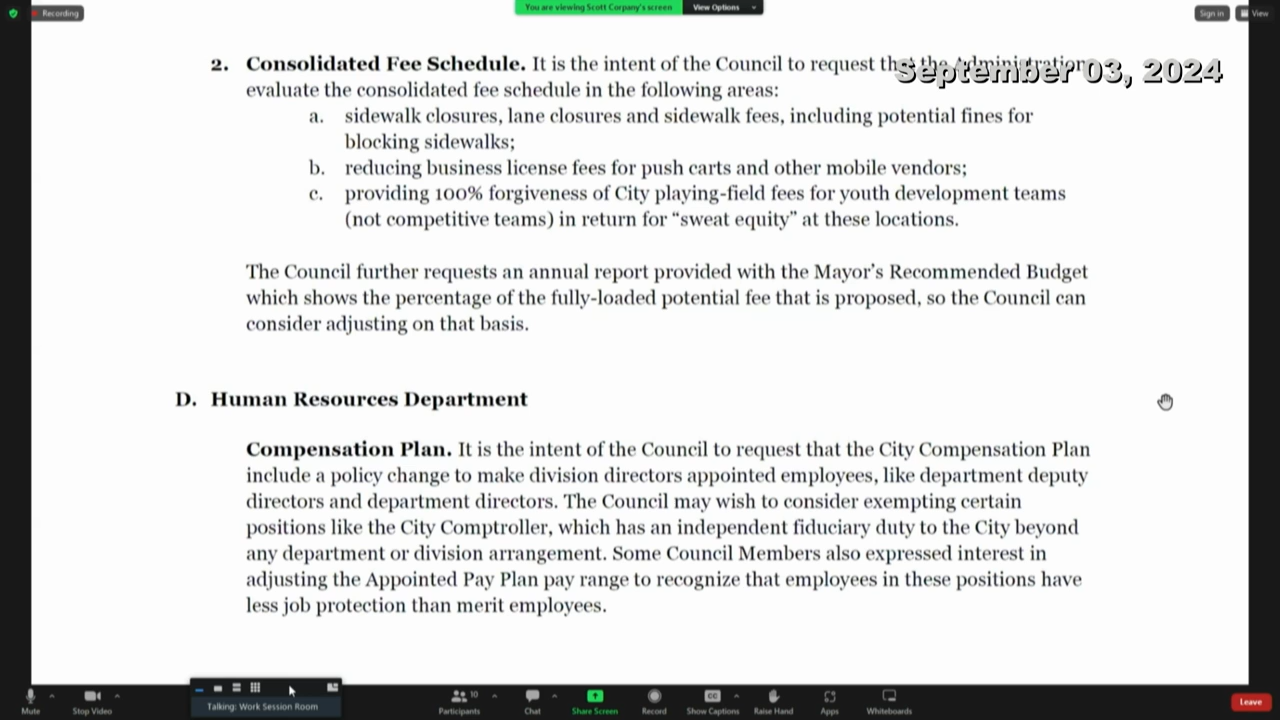 Recording
You are viewing Scott Corpany's screen
View Options
Sign in
View
September 03, 2024
2. Consolidated Fee Schedule. It is the intent of the Council to request that the Administration
evaluate the consolidated fee schedule in the following areas:
a. sidewalk closures, lane closures and sidewalk fees, including potential fines for
blocking sidewalks;
b. reducing business license fees for push carts and other mobile vendors;
c. providing 100% forgiveness of City playing-field fees for youth development teams
(not competitive teams) in return for “sweat equity” at these locations.
The Council further requests an annual report provided with the Mayor’s Recommended Budget
which shows the percentage of the fully-loaded potential fee that is proposed, so the Council can
consider adjusting on that basis.
D. Human Resources Department
Compensation Plan. It is the intent of the Council to request that the City Compensation Plan
include a policy change to make division directors appointed employees, like department deputy
directors and department directors. The Council may wish to consider exempting certain
positions like the City Comptroller, which has an independent fiduciary duty to the City beyond
any department or division arrangement. Some Council Members also expressed interest in
adjusting the Appointed Pay Plan pay range to recognize that employees in these positions have
less job protection than merit employees.
Talking: Work Session Room
Mute
Stop Video
Participants
10
Chat
Share Screen
Record
CC
Show Captions
Raise Hand
Apps
Whiteboards
Leave